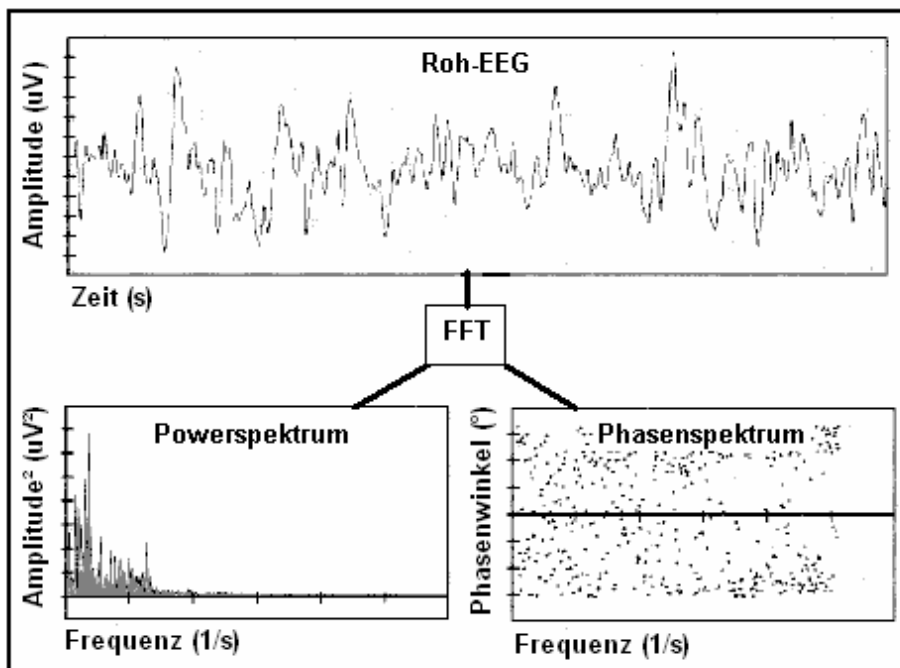 Roh-EEG
Amplitude (uV)
Zeit (s)
FFT
Powerspektrum
Amplitude² (uV²)
Frequenz (1/s)
Phasenspektrum
Phasenwinkel (°)
Frequenz (1/s)